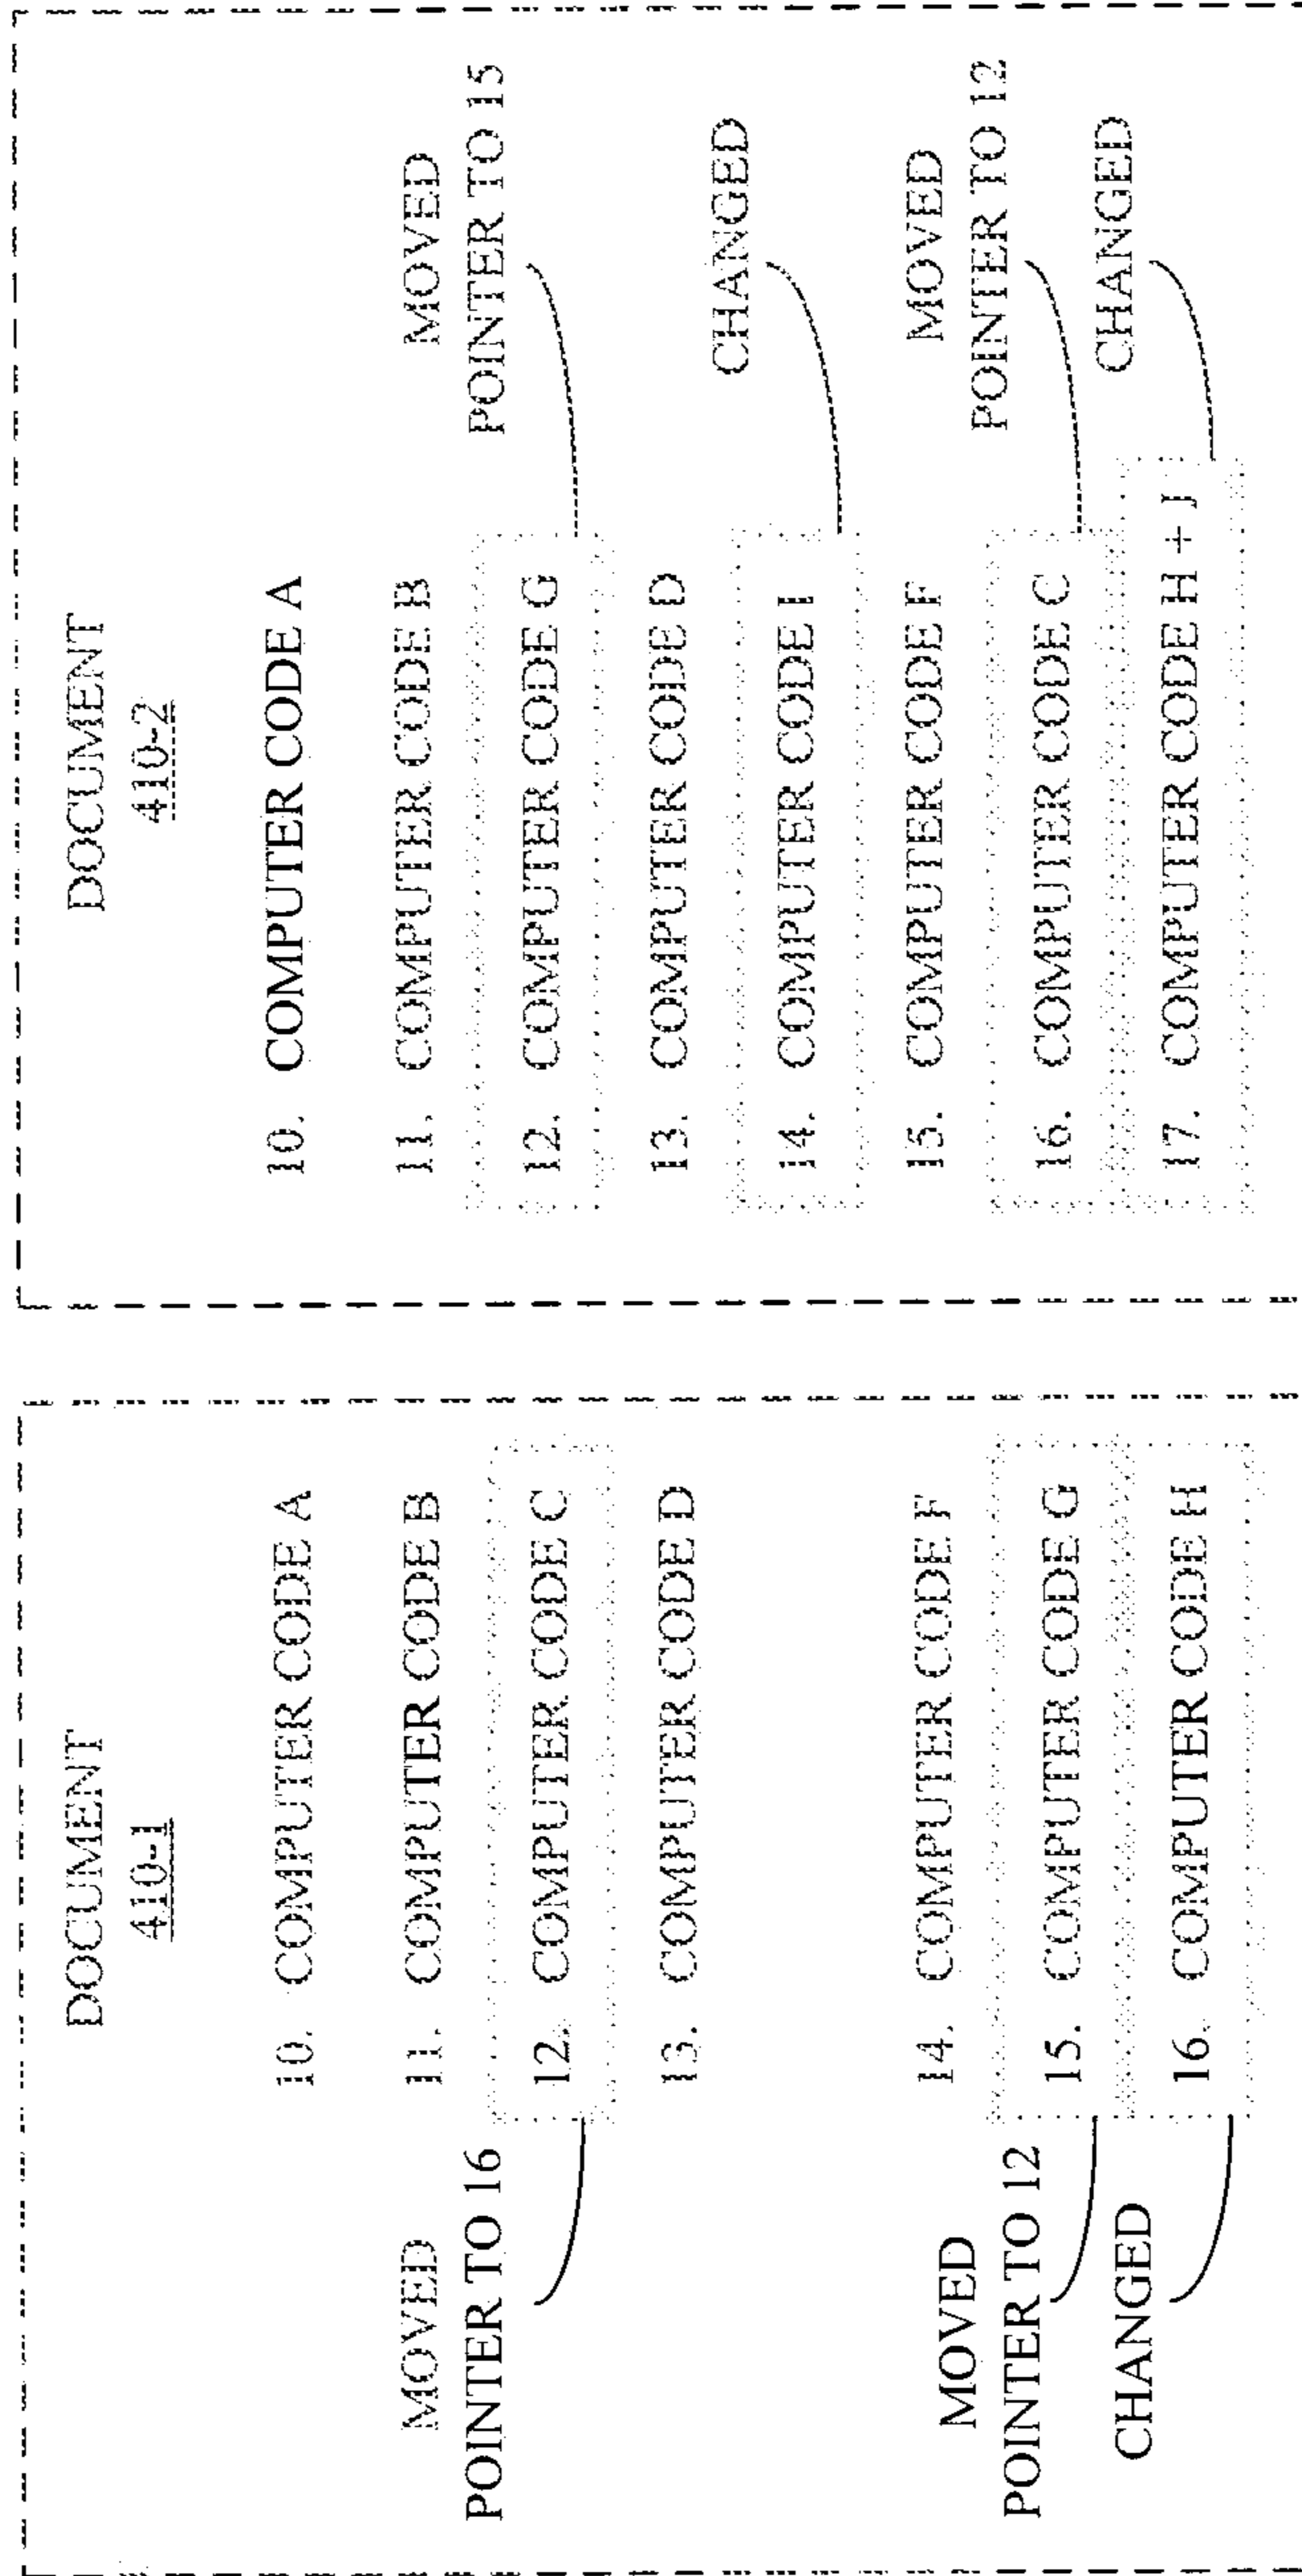 DOCUMENT
410-1
10. COMPUTER CODE A
11. COMPUTER CODE B
MOVED
POINTER TO 16
12. COMPUTER CODE C
13. COMPUTER CODE D
14. COMPUTER CODE F
MOVED
POINTER TO 12
15. COMPUTER CODE G
CHANGED
16. COMPUTER CODE H
DOCUMENT
410-2
10. COMPUTER CODE A
11. COMPUTER CODE B
MOVED
POINTER TO 15
12. COMPUTER CODE G
13. COMPUTER CODE D
CHANGED
14. COMPUTER CODE I
15. COMPUTER CODE F
MOVED
POINTER TO 12
16. COMPUTER CODE C
CHANGED
17. COMPUTER CODE H + J